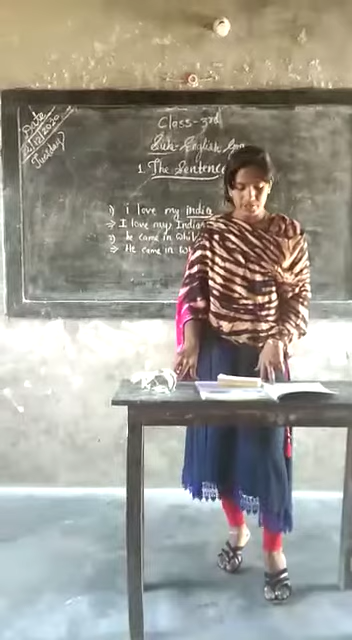 Date
Tuesday
Class-3rd
Sub:- English
1. The Sentence
1) i love my india
⇒ I love my India
2) he came in
⇒ He came in